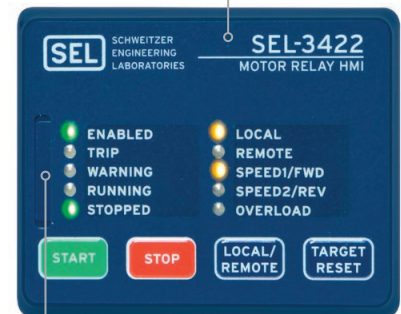 SEL
SCHWEITZER
ENGINEERING
LABORATORIES
SEL-3422
MOTOR RELAY HMI
ENABLED
TRIP
WARNING
RUNNING
STOPPED
LOCAL
REMOTE
SPEED1/FWD
SPEED2/REV
OVERLOAD
START
STOP
LOCAL/
REMOTE
TARGET
RESET